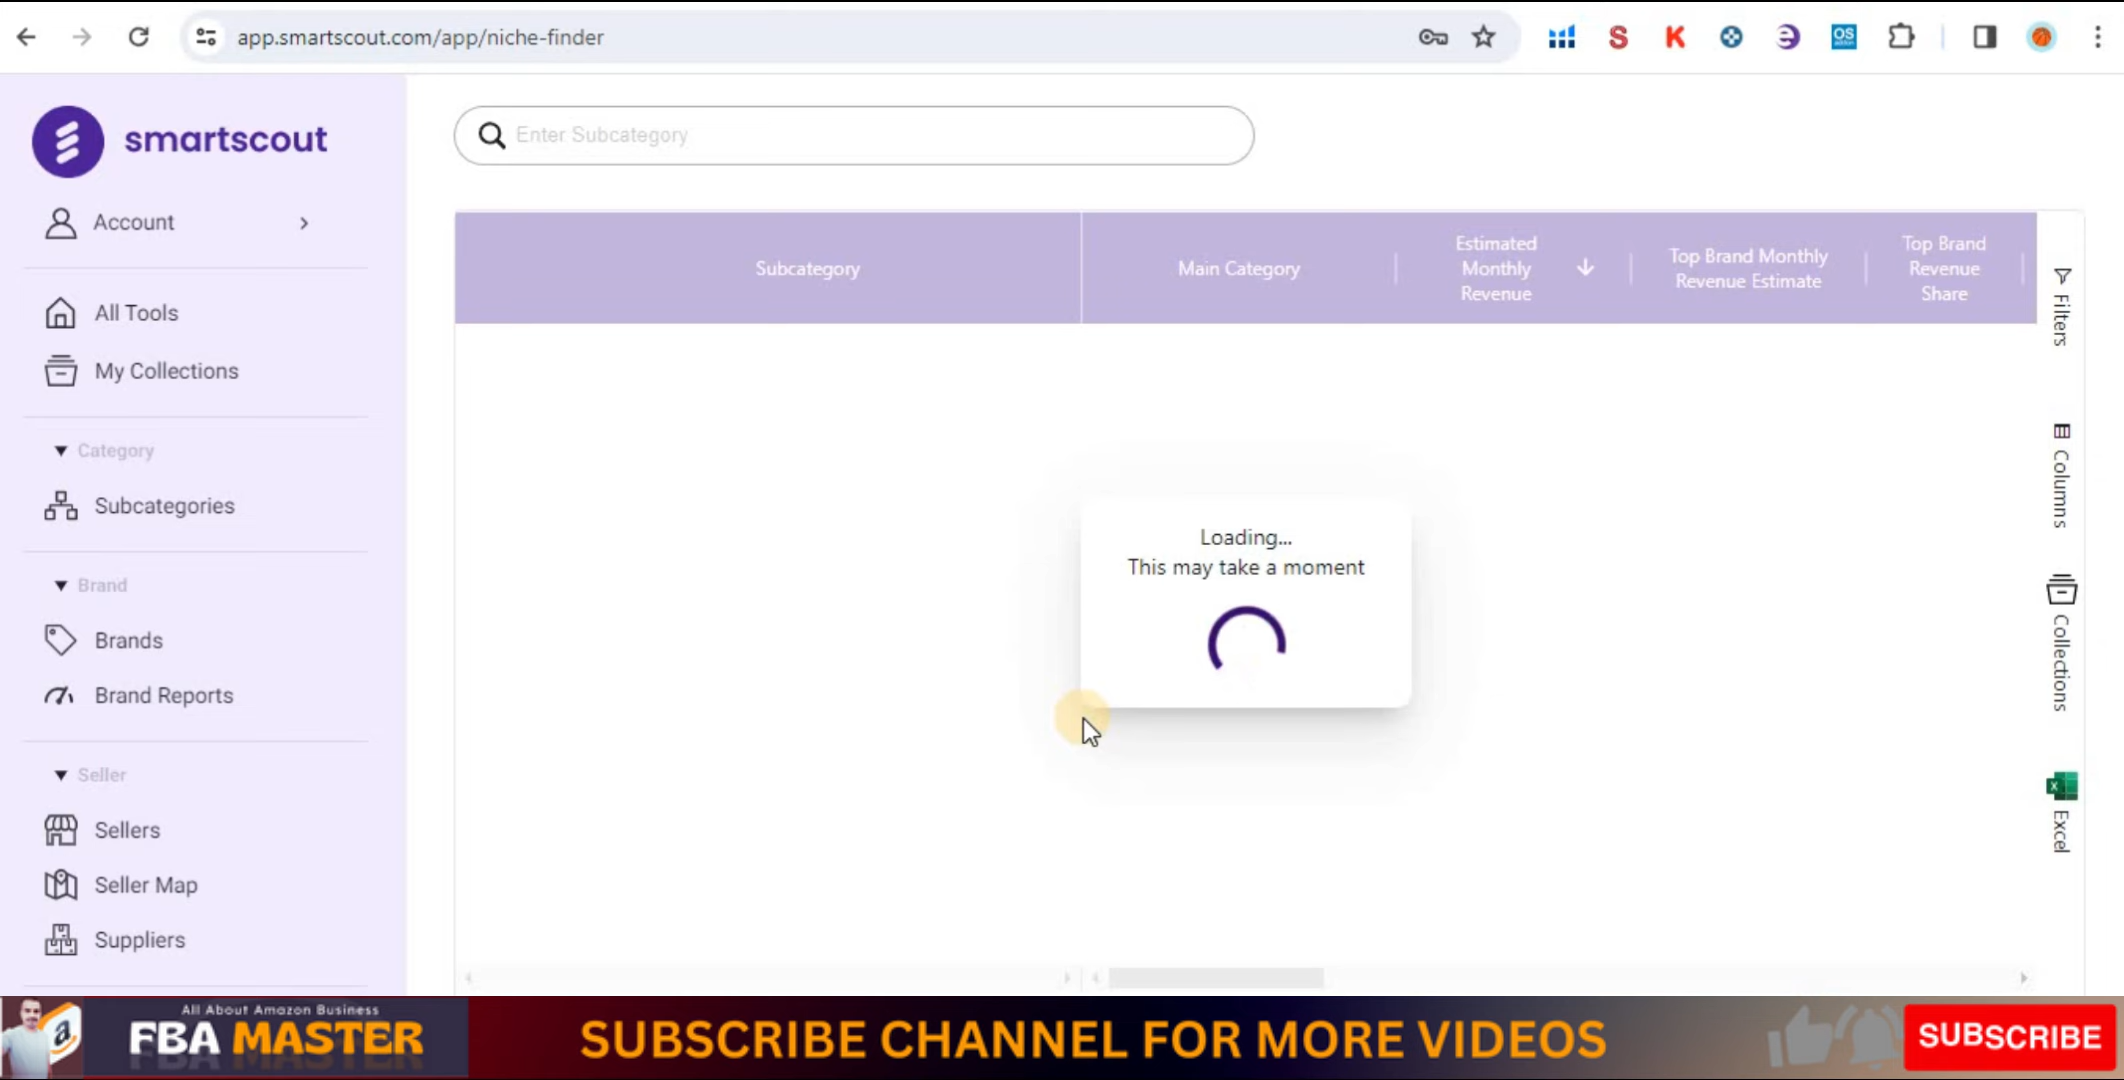 app.smartscout.com/app/niche-finder
S
K
OS
smartscout
Enter Subcategory
Account
All Tools
My Collections
Category
Subcategories
Brand
Brands
Brand Reports
Seller
Sellers
Seller Map
Suppliers
Subcategory
Main Category
Estimated
Monthly
Revenue
Top Brand Monthly
Revenue Estimate
Top Brand
Revenue
Share
Loading...
This may take a moment
Filters
Columns
Collections
Excel
All About Amazon Business
FBA MASTER
SUBSCRIBE CHANNEL FOR MORE VIDEOS
SUBSCRIBE